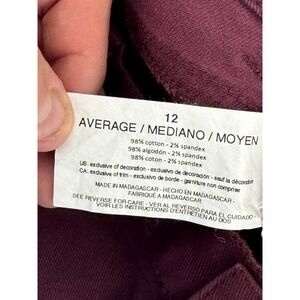 12
AVERAGE / MEDIANO / MOYEN
98% cotton - 2% spandex
98% algodón - 2% spandex
98% coton - 2% spandex
US: exclusive of decoration - exclusivo de decoración - sauf la décoration
CA: exclusive of trim - exclusivo de borde - garniture non comprises
MADE IN MADAGASCAR - HECHO EN MADAGASCAR -
FABRIQUÉ À MADAGASCAR
SEE REVERSE FOR CARE - VER AL REVERSO PARA EL CUIDADO -
VOIR LES INSTRUCTIONS D'ENTRETIEN AU DOS